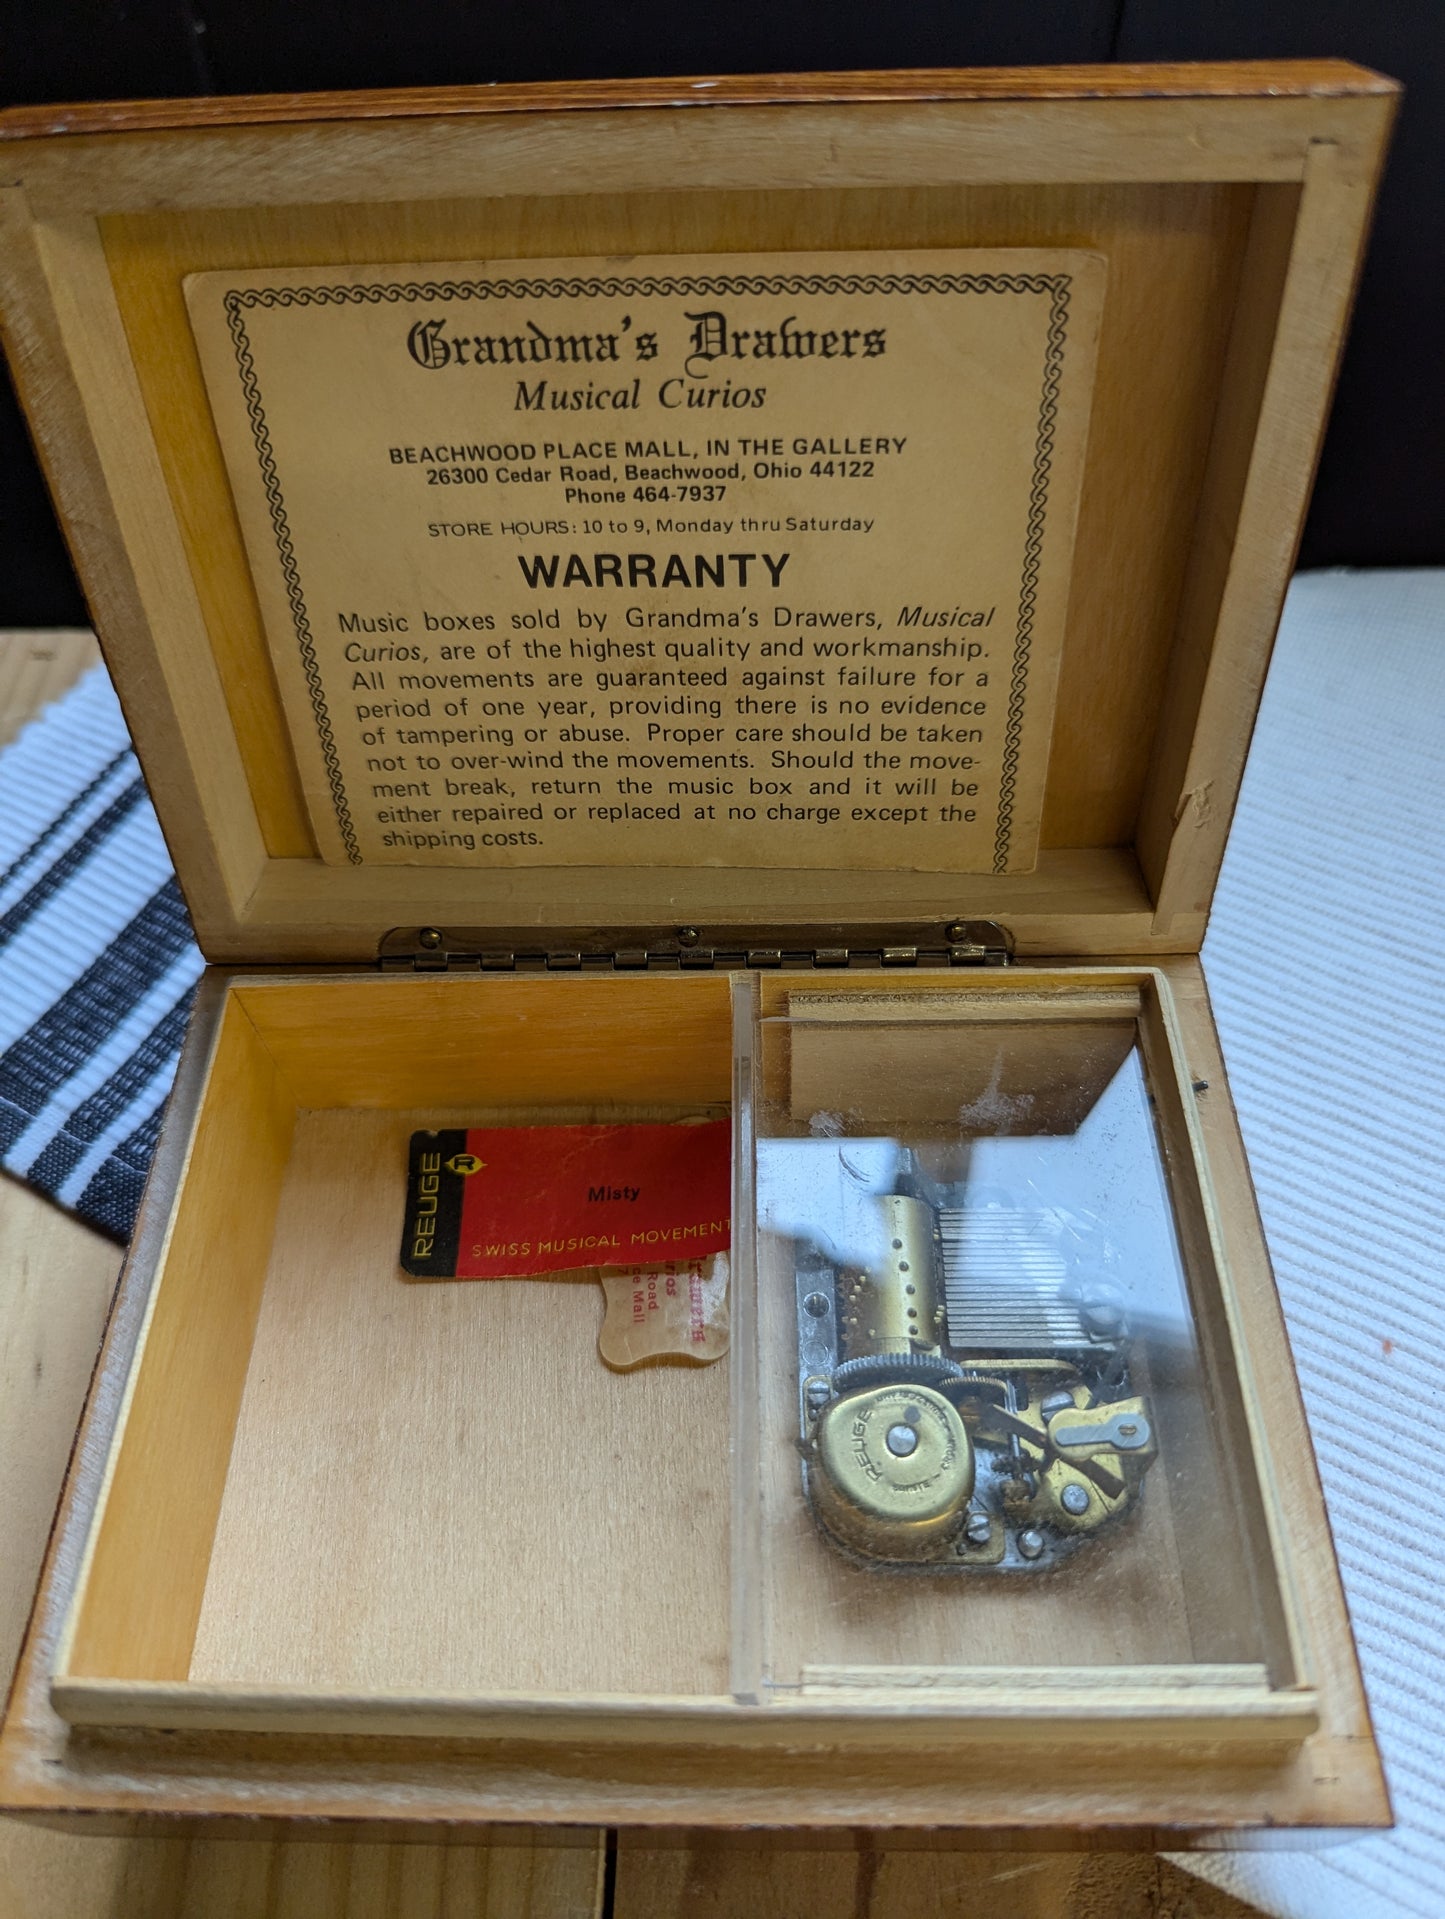 Grandma's Drawers
Musical Curios
BEACHWOOD PLACE MALL, IN THE GALLERY
26300 Cedar Road, Beachwood, Ohio 44122
Phone 464-7937
STORE HOURS: 10 to 9, Monday thru Saturday
WARRANTY
Music boxes sold by Grandma's Drawers, Musical
Curios, are of the highest quality and workmanship.
All movements are guaranteed against failure for a
period of one year, providing there is no evidence
of tampering or abuse. Proper care should be taken
not to over-wind the movements. Should the move-
ment break, return the music box and it will be
either repaired or replaced at no charge except the
shipping costs.
REUGE
R
Misty
SWISS MUSICAL MOVEMENT
Road
Mall
REUGE